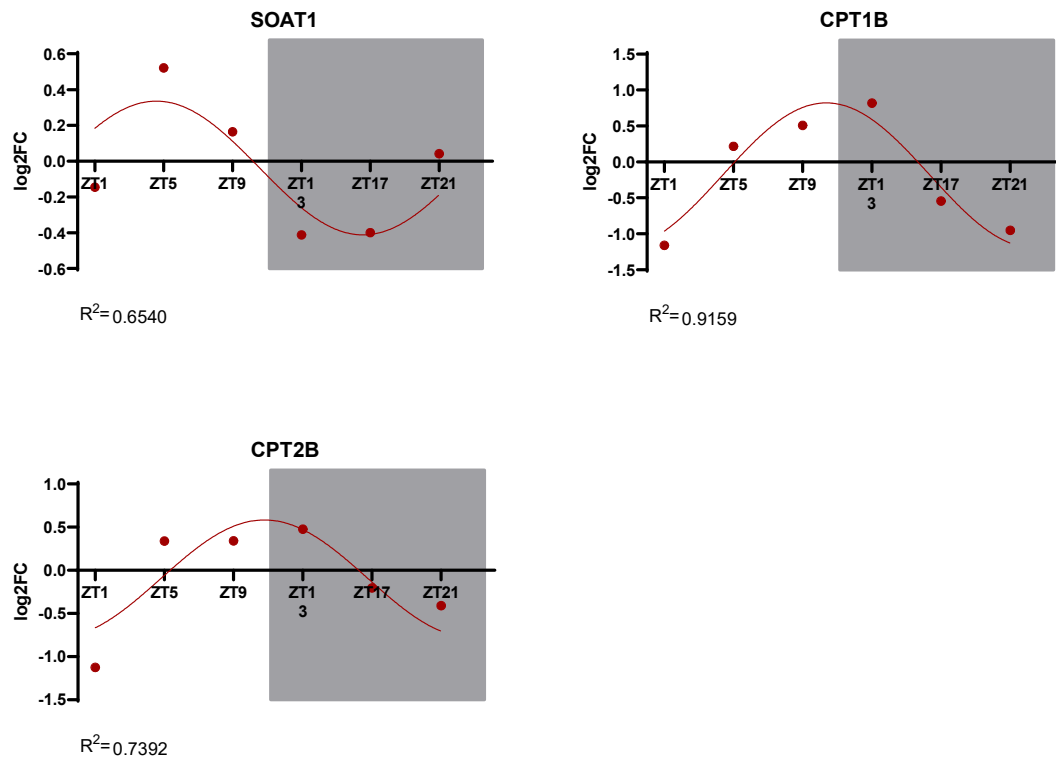 SOAT1
log2FC
0.6
0.4
0.2
0.0
-0.2
-0.4
-0.6
ZT1 ZT5 ZT9 ZT1 ZT17 ZT21
3
R²=0.6540
CPT1B
log2FC
1.5
1.0
0.5
0.0
-0.5
-1.0
-1.5
ZT1 ZT5 ZT9 ZT1 ZT17 ZT21
3
R²=0.9159
CPT2B
log2FC
1.0
0.5
0.0
-0.5
-1.0
-1.5
ZT1 ZT5 ZT9 ZT1 ZT17 ZT21
3
R²=0.7392